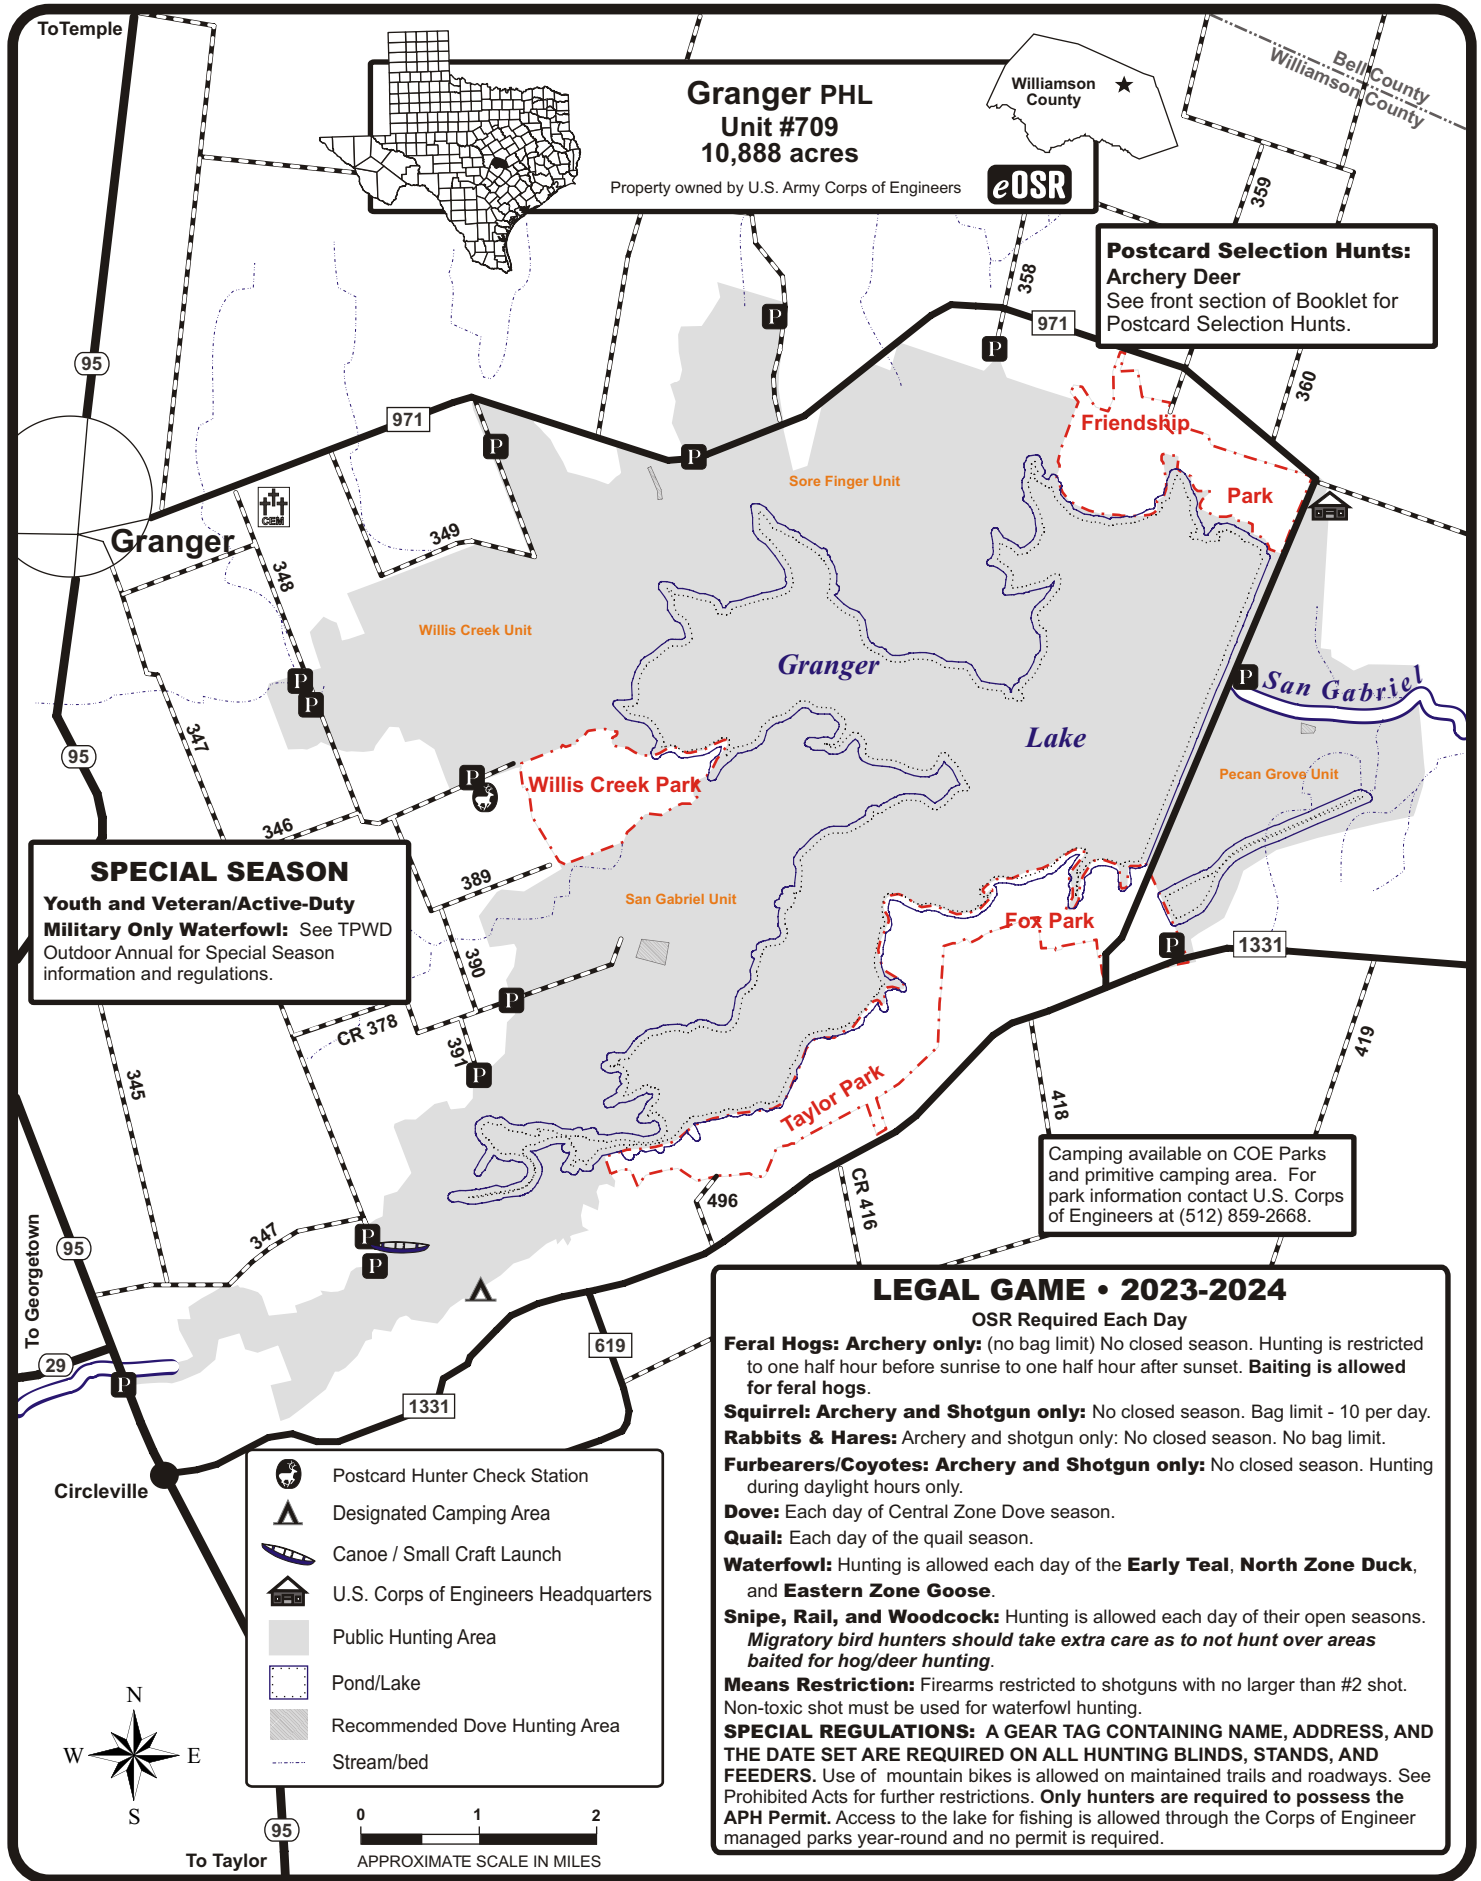 To Temple
Granger PHL
Unit #709
10,888 acres
Property owned by U.S. Army Corps of Engineers
eOSR
Williamson
County
Bell County
Williamson County
359
358
Postcard Selection Hunts:
Archery Deer
See front section of Booklet for
Postcard Selection Hunts.
P
P
971
95
360
971
Friendship
P
P
Sore Finger Unit
Park
CEM
349
Granger
348
Willis Creek Unit
Granger
P
P
P
San Gabriel
347
Lake
95
P
Willis Creek Park
Pecan Grove Unit
346
SPECIAL SEASON
Youth and Veteran/Active-Duty
Military Only Waterfowl: See TPWD
Outdoor Annual for Special Season
information and regulations.
389
San Gabriel Unit
Fox Park
P
1331
390
P
CR 378
391
P
419
345
Taylor Park
418
Camping available on COE Parks
and primitive camping area. For
park information contact U.S. Corps
of Engineers at (512) 859-2668.
496
CR 416
347
P
P
To Georgetown
95
29
P
619
1331
Circleville
LEGAL GAME • 2023-2024
OSR Required Each Day
Feral Hogs: Archery only: (no bag limit) No closed season. Hunting is restricted
to one half hour before sunrise to one half hour after sunset. Baiting is allowed
for feral hogs.
Squirrel: Archery and Shotgun only: No closed season. Bag limit - 10 per day.
Rabbits & Hares: Archery and shotgun only: No closed season. No bag limit.
Furbearers/Coyotes: Archery and Shotgun only: No closed season. Hunting
during daylight hours only.
Dove: Each day of Central Zone Dove season.
Quail: Each day of the quail season.
Waterfowl: Hunting is allowed each day of the Early Teal, North Zone Duck,
and Eastern Zone Goose.
Snipe, Rail, and Woodcock: Hunting is allowed each day of their open seasons.
Migratory bird hunters should take extra care as to not hunt over areas
baited for hog/deer hunting.
Means Restriction: Firearms restricted to shotguns with no larger than #2 shot.
Non-toxic shot must be used for waterfowl hunting.
SPECIAL REGULATIONS: A GEAR TAG CONTAINING NAME, ADDRESS, AND
THE DATE SET ARE REQUIRED ON ALL HUNTING BLINDS, STANDS, AND
FEEDERS. Use of mountain bikes is allowed on maintained trails and roadways. See
Prohibited Acts for further restrictions. Only hunters are required to possess the
APH Permit. Access to the lake for fishing is allowed through the Corps of Engineer
managed parks year-round and no permit is required.
Postcard Hunter Check Station
Designated Camping Area
Canoe / Small Craft Launch
U.S. Corps of Engineers Headquarters
Public Hunting Area
Pond/Lake
Recommended Dove Hunting Area
Stream/bed
N
W E
S
0 1 2
APPROXIMATE SCALE IN MILES
95
To Taylor